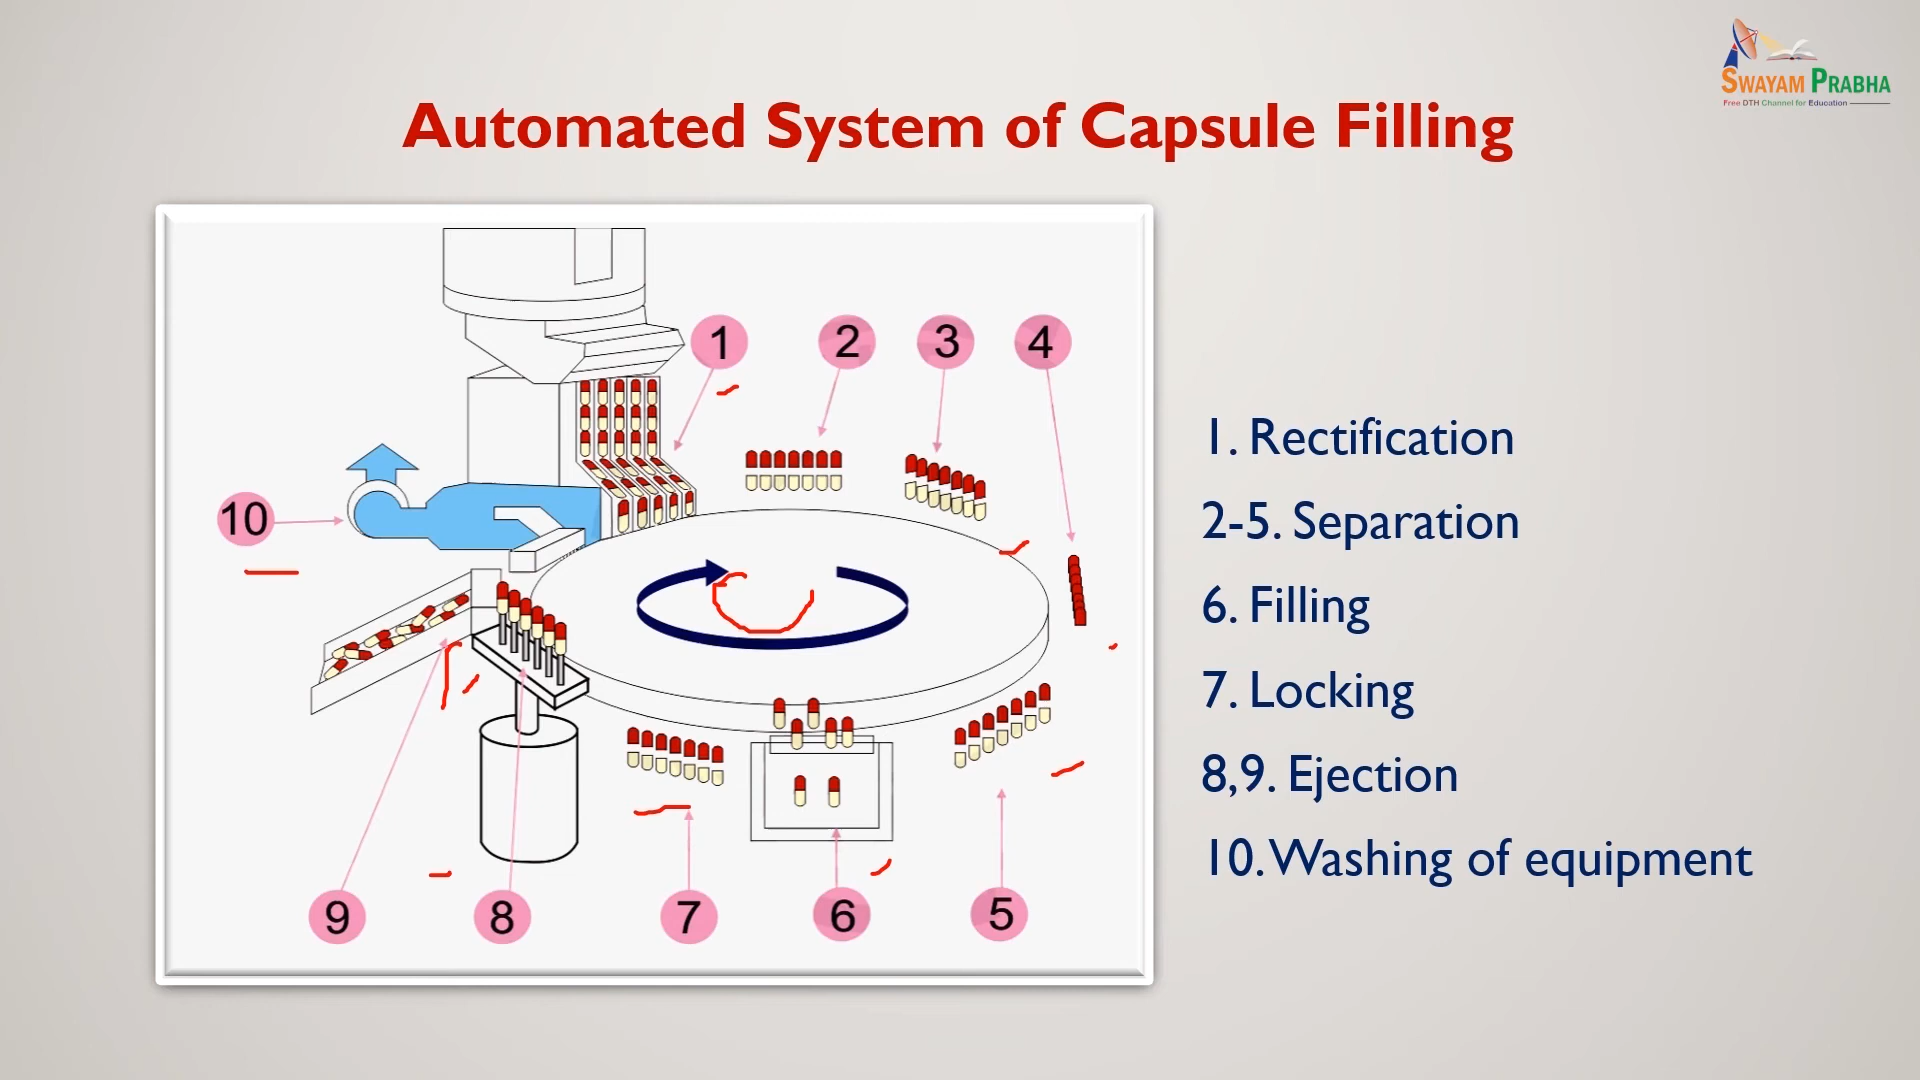 SWAYAM PRABHA
Free DTH Channel for Education
Automated System of Capsule Filling
1
2
3
4
10
9
8
7
6
5
1. Rectification
2-5. Separation
6. Filling
7. Locking
8,9. Ejection
10. Washing of equipment